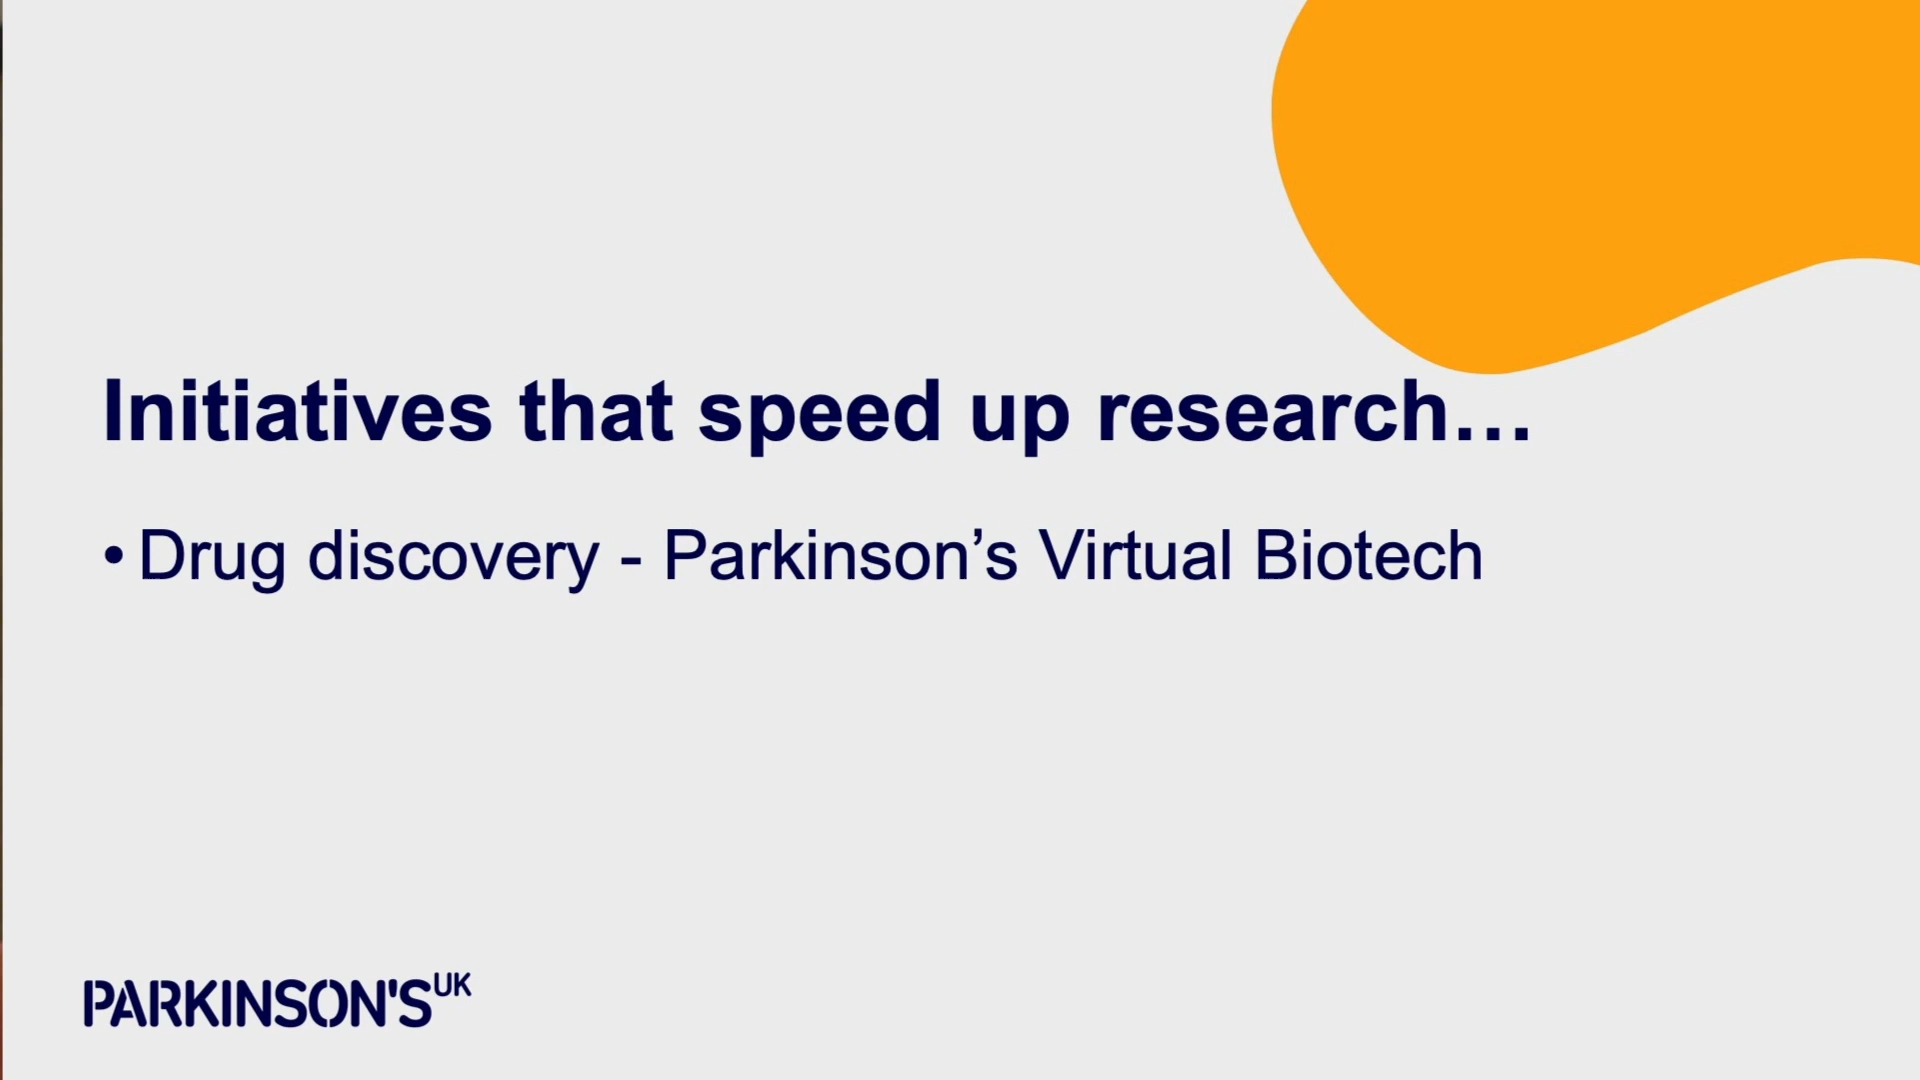 Initiatives that speed up research…
• Drug discovery - Parkinson’s Virtual Biotech
PARKINSON'S UK